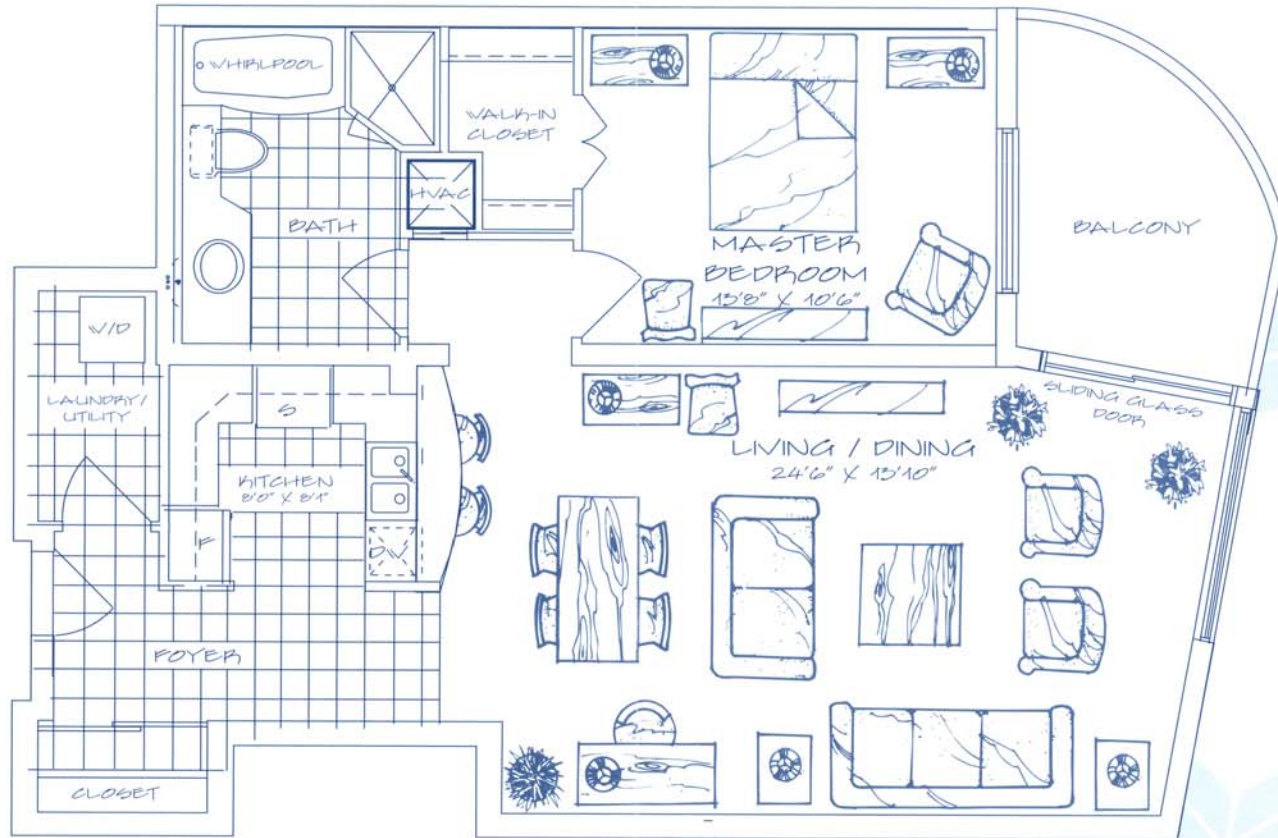 WHIRLPOOL
WALK-IN
CLOSET
HVAC
BATH
MASTER
BEDROOM
13'8" X 10'6"
BALCONY
W/D
LAUNDRY/
UTILITY
S
KITCHEN
8'0" X 8'1"
F
DW
SLIDING GLASS
DOOR
LIVING / DINING
24'6" X 13'10"
FOYER
CLOSET